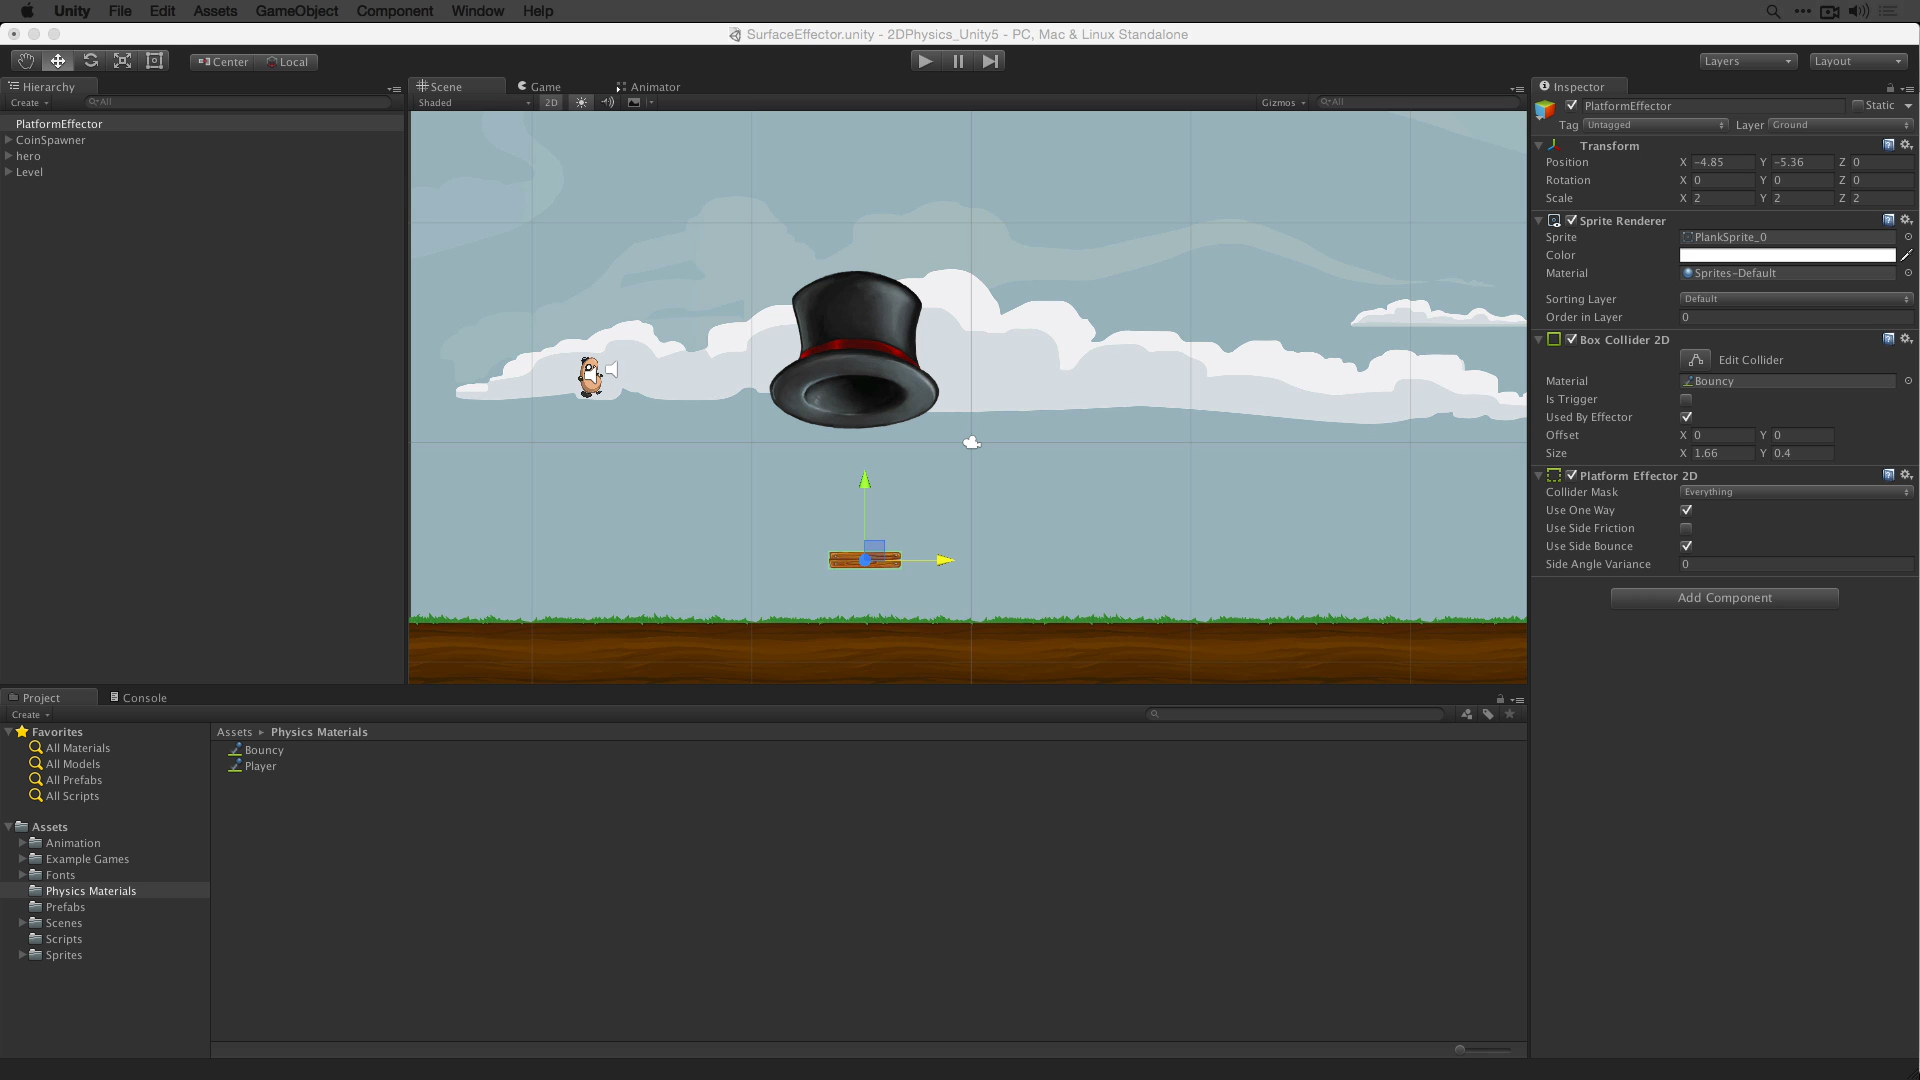 Unity File Edit Assets GameObject Component Window Help
SurfaceEffector.unity - 2DPhysics_Unity5 - PC, Mac & Linux Standalone
Center Local
Layers Layout
Hierarchy
Create All
PlatformEffector
CoinSpawner
hero
Level
Scene Game Animator
Shaded 2D Gizmos All
Inspector
PlatformEffector Static
Tag Untagged Layer Ground
Transform
Position X -4.85 Y -5.36 Z 0
Rotation X 0 Y 0 Z 0
Scale X 2 Y 2 Z 2
Sprite Renderer
Sprite PlankSprite_0
Color
Material Sprites-Default
Sorting Layer Default
Order in Layer 0
Box Collider 2D
Edit Collider
Material Bouncy
Is Trigger
Used By Effector
Offset X 0 Y 0
Size X 1.66 Y 0.4
Platform Effector 2D
Collider Mask Everything
Use One Way
Use Side Friction
Use Side Bounce
Side Angle Variance 0
Add Component
Project Console
Create
Favorites
All Materials
All Models
All Prefabs
All Scripts
Assets
Animation
Example Games
Fonts
Physics Materials
Prefabs
Scenes
Scripts
Sprites
Assets Physics Materials
Bouncy
Player